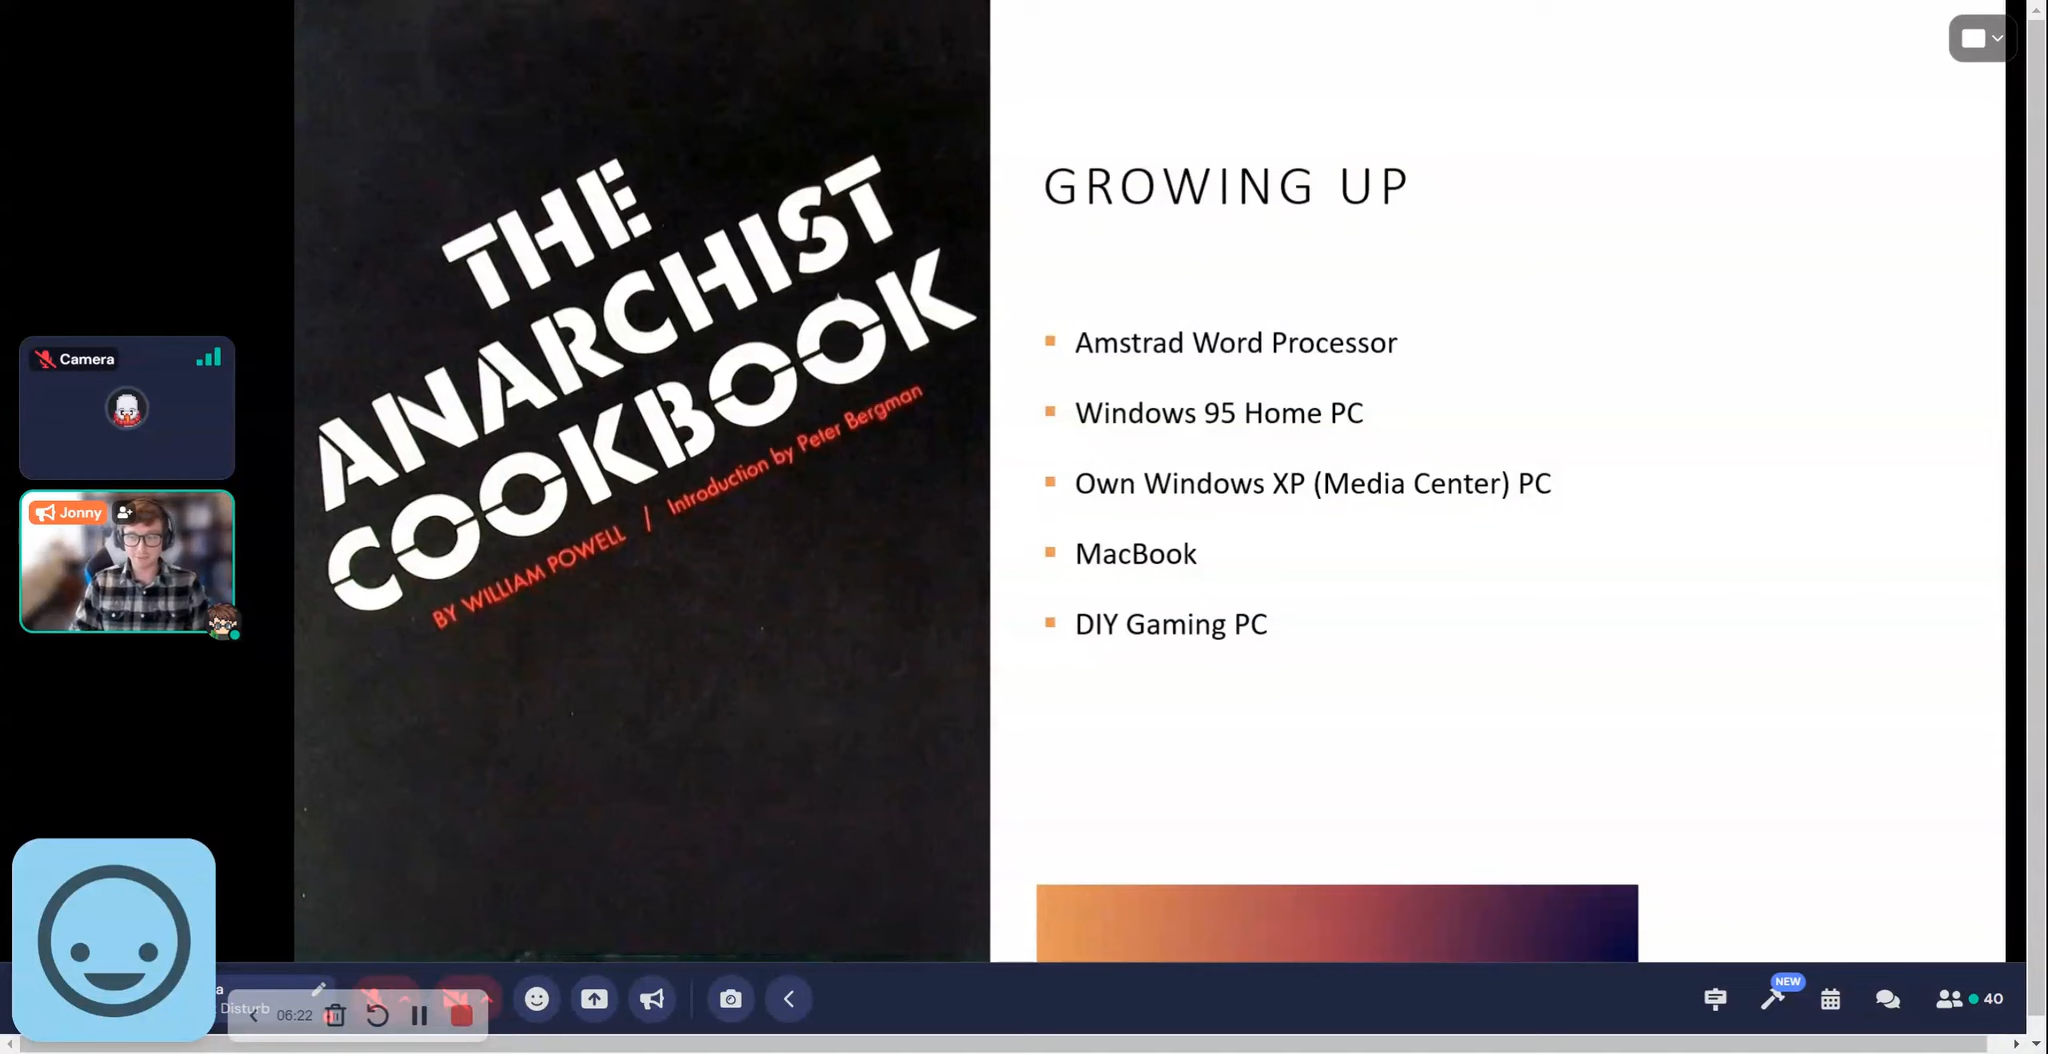 THE
ANARCHIST
COOKBOOK
BY WILLIAM POWELL / Introduction by Peter Bergman
GROWING UP
Amstrad Word Processor
Windows 95 Home PC
Own Windows XP (Media Center) PC
MacBook
DIY Gaming PC
Camera
Jonny
a
Disturb
06:22
NEW
40